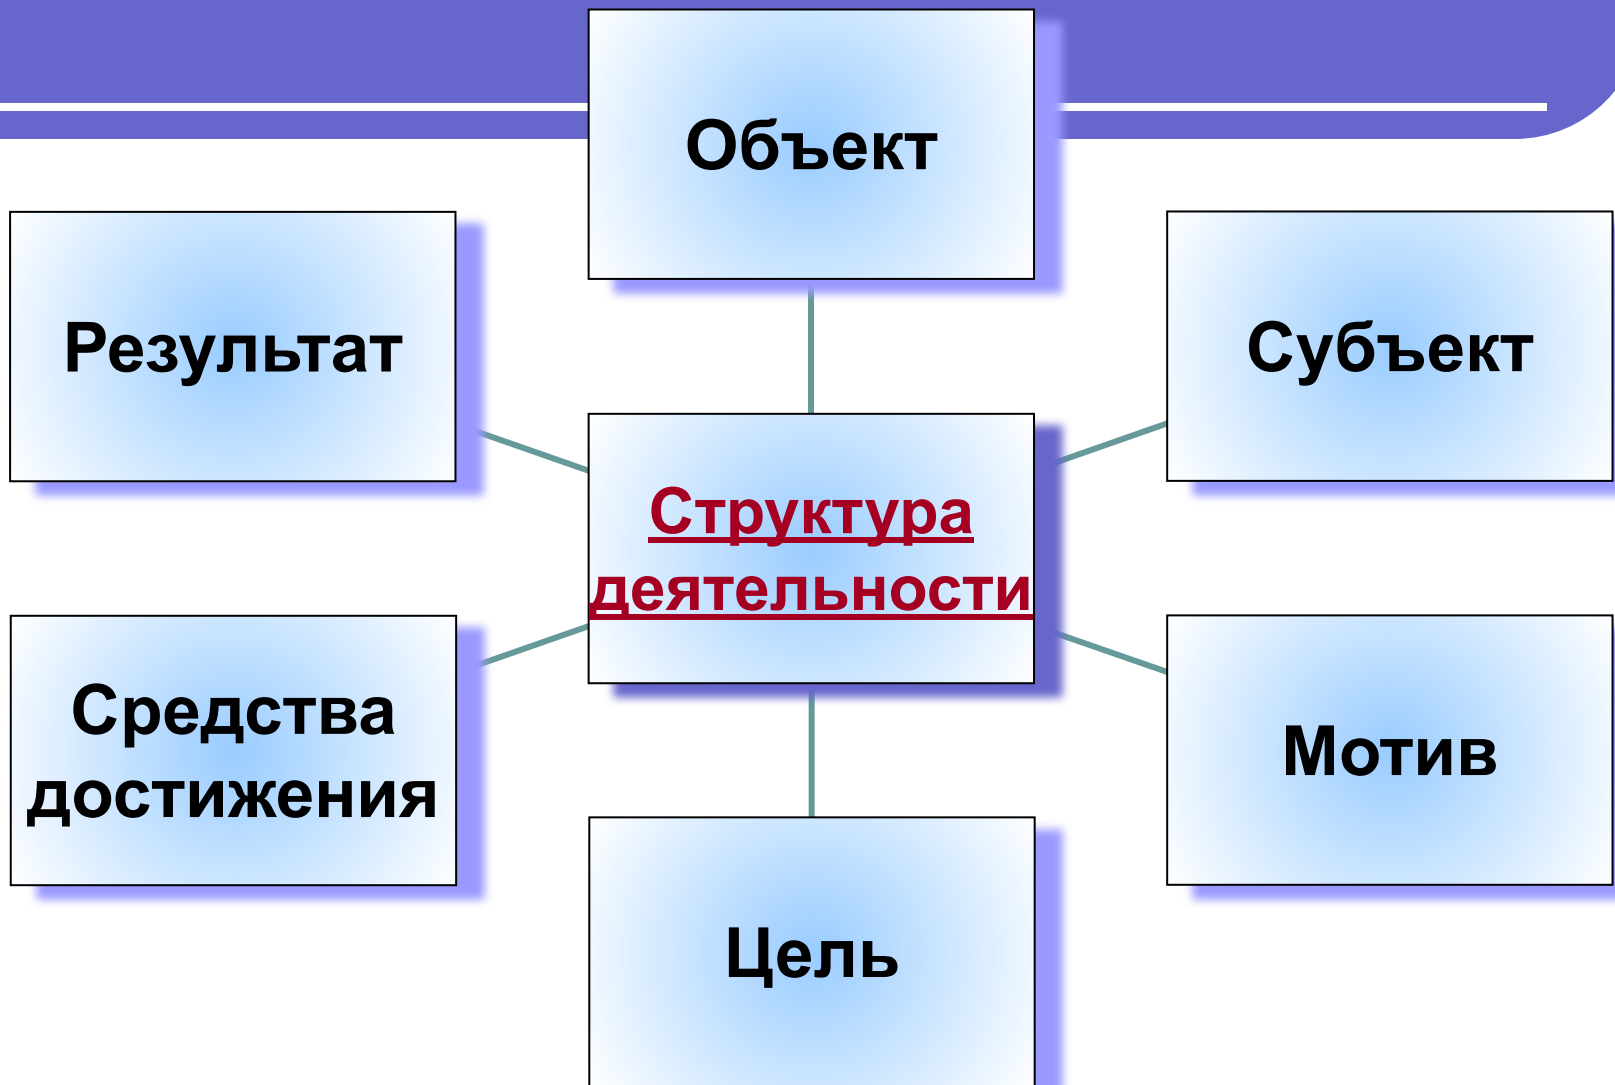 Объект
Результат
Субъект
Структура
деятельности
Средства
достижения
Мотив
Цель